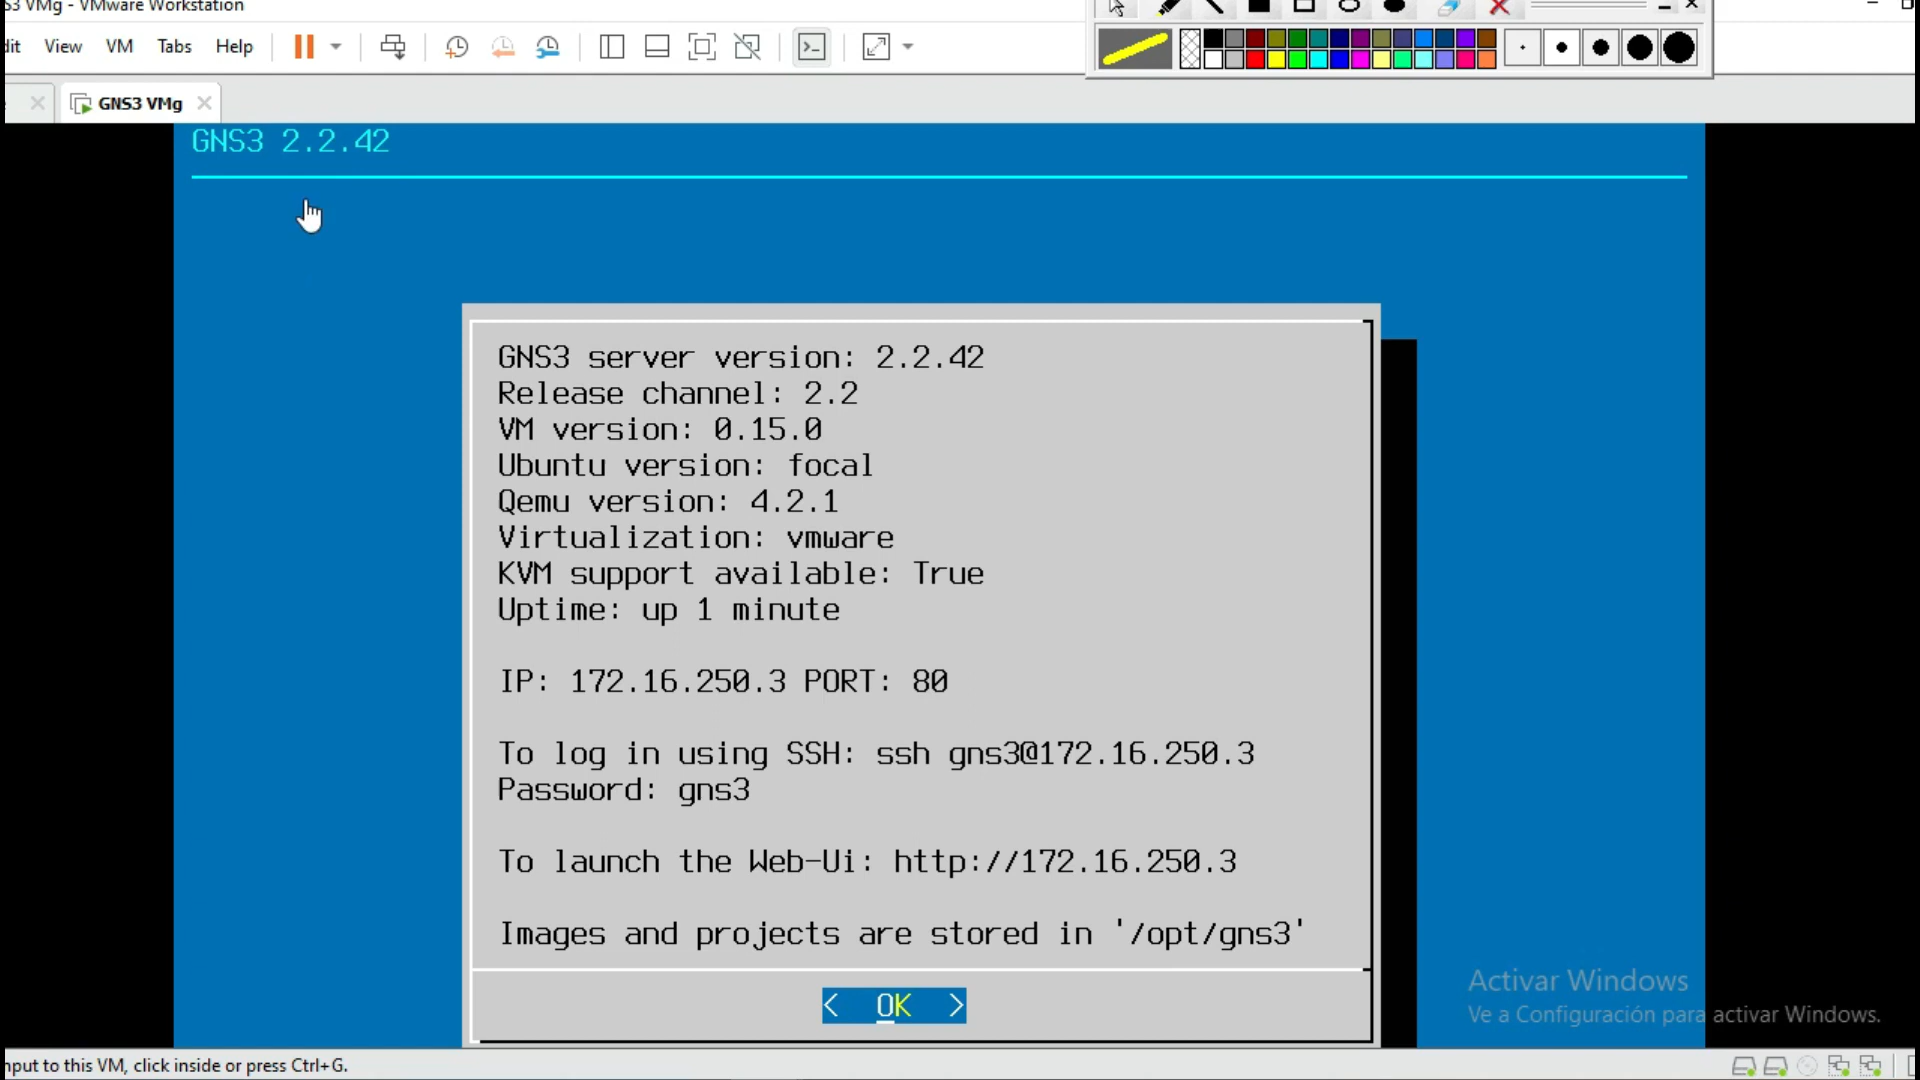 GNS3 VMg - VMware Workstation
Edit View VM Tabs Help
GNS3 VMg
GNS3 2.2.42
GNS3 server version: 2.2.42
Release channel: 2.2
VM version: 0.15.0
Ubuntu version: focal
Qemu version: 4.2.1
Virtualization: vmware
KVM support available: True
Uptime: up 1 minute
IP: 172.16.250.3 PORT: 80
To log in using SSH: ssh gns3@172.16.250.3
Password: gns3
To launch the Web-Ui: http://172.16.250.3
Images and projects are stored in '/opt/gns3'
< OK >
Activar Windows
Ve a Configuración para activar Windows.
input to this VM, click inside or press Ctrl+G.